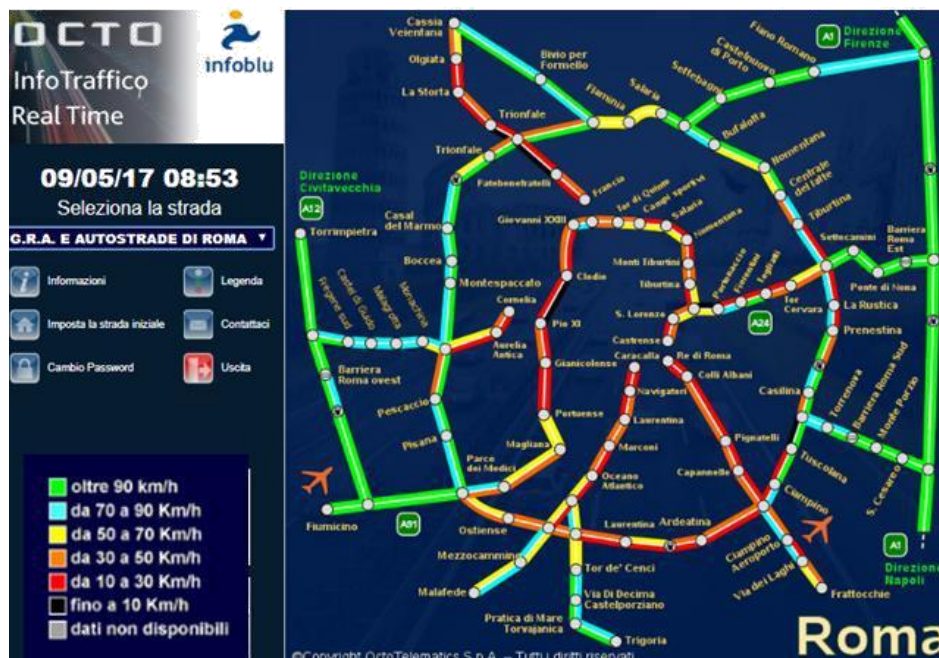 OCTO
infoblu
InfoTraffico
Real Time
09/05/17 08:53
Seleziona la strada
G.R.A. E AUTOSTRADE DI ROMA
Informazioni
Legenda
Imposta la strada iniziale
Contattaci
Cambio Password
Uscita
oltre 90 km/h
da 70 a 90 Km/h
da 50 a 70 Km/h
da 30 a 50 Km/h
da 10 a 30 Km/h
fino a 10 Km/h
dati non disponibili
Cassia
Veientana
Olgiata
La Storta
Bivio per
Formello
Trionfale
Trionfale
Fatebenefratelli
Francia
Flaminia
Salaria
Settebagni
Castelnuovo
di Porto
Fiano Romano
A1
Direzione
Firenze
Bufalotta
Nomentana
Centrale
del latte
Tiburtina
Settecamini
Barriera
Roma
Est
Ponte di Nona
Direzione
Civitavecchia
A12
Torrimpietra
Casal
del Marmo
Boccea
Montespaccato
Cornelia
Aurelia
Antica
Fregene sud
Castel di Guido
Malagrotta
Monachina
Barriera
Roma ovest
Pescaccio
Pisana
Parco
dei Medici
Magliana
Portuense
Gianicolense
Pio XI
Clodio
Giovanni XXIII
Tor di Quinto
Campi sportivi
Salaria
Nomentana
Monti Tiburtini
Tiburtina
S. Lorenzo
Castrense
Portonaccio
Fiorentini
Togliatti
Tor
Cervara
A24
La Rustica
Prenestina
Caracalla
Re di Roma
Colli Albani
Navigatori
Laurentina
Marconi
Oceano
Atlantico
Pignatelli
Capannelle
Casilina
Torrenova
Barriera Roma Sud
Monte Porzio
S. Cesareo
Tuscolana
Ciampino
Fiumicino
A91
Ostiense
Laurentina
Ardeatina
Mezzocammino
Malafede
Tor de' Cenci
Via Di Decima
Castelporziano
Pratica di Mare
Torvajanica
Trigoria
Ciampino
Aeroporto
Via dei Laghi
Frattocchie
A1
Direzione
Napoli
Roma
©Copyright OctoTelematics S.p.A. – Tutti i diritti riservati